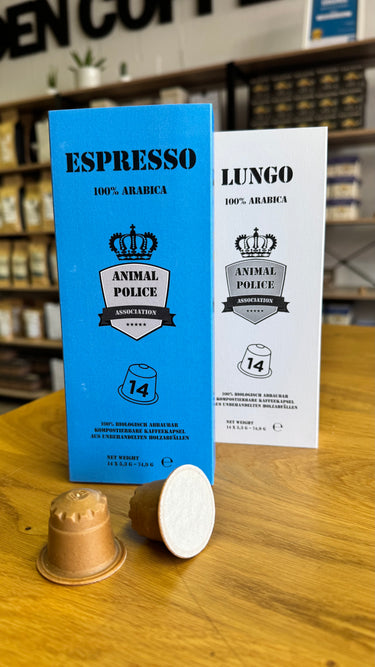 DEN COFF
ESPRESSO
100% ARABICA
ANIMAL
POLICE
ASSOCIATION
14
100% BIOLOGISCH ABBAUBAR
KOMPOSTIERBARE KAFFEEKAPSEL
AUS UNBEHANDELTEN HOLZABFÄLLEN
NET WEIGHT
14 X 5,3 G = 74,9 G
℮
LUNGO
100% ARABICA
ANIMAL
POLICE
ASSOCIATION
14
100% BIOLOGISCH ABBAUBAR
KOMPOSTIERBARE KAFFEEKAPSEL
AUS UNBEHANDELTEN HOLZABFÄLLEN
NET WEIGHT
14 X 5,3 G = 74,9 G
℮